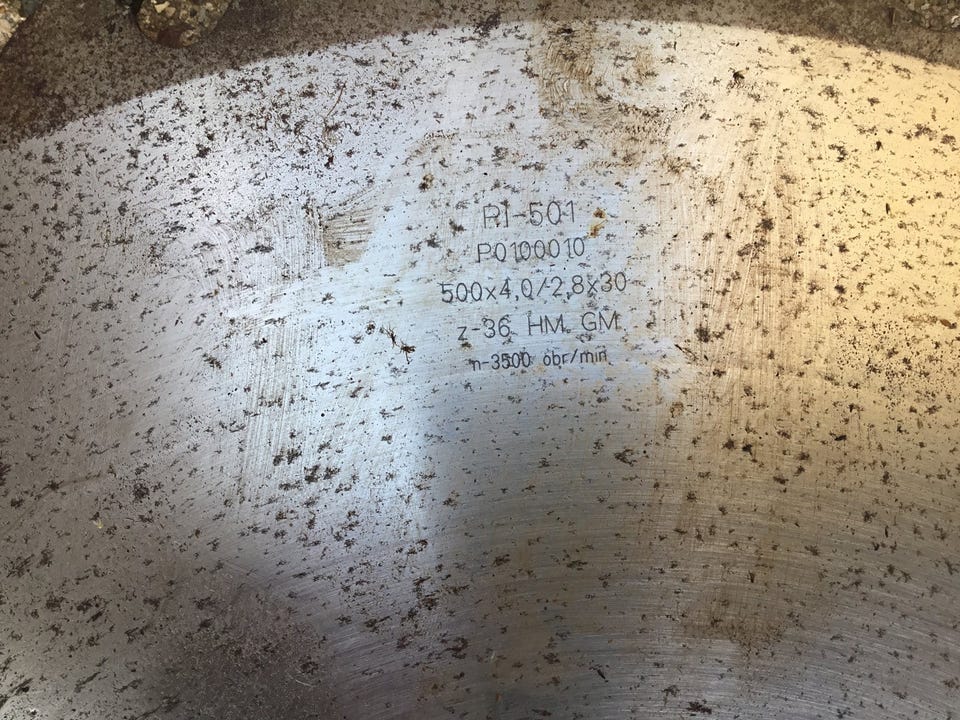 PI-501
P0100010
500x4,0/2,8x30
z-36 HM GM
n-3500 obr/min